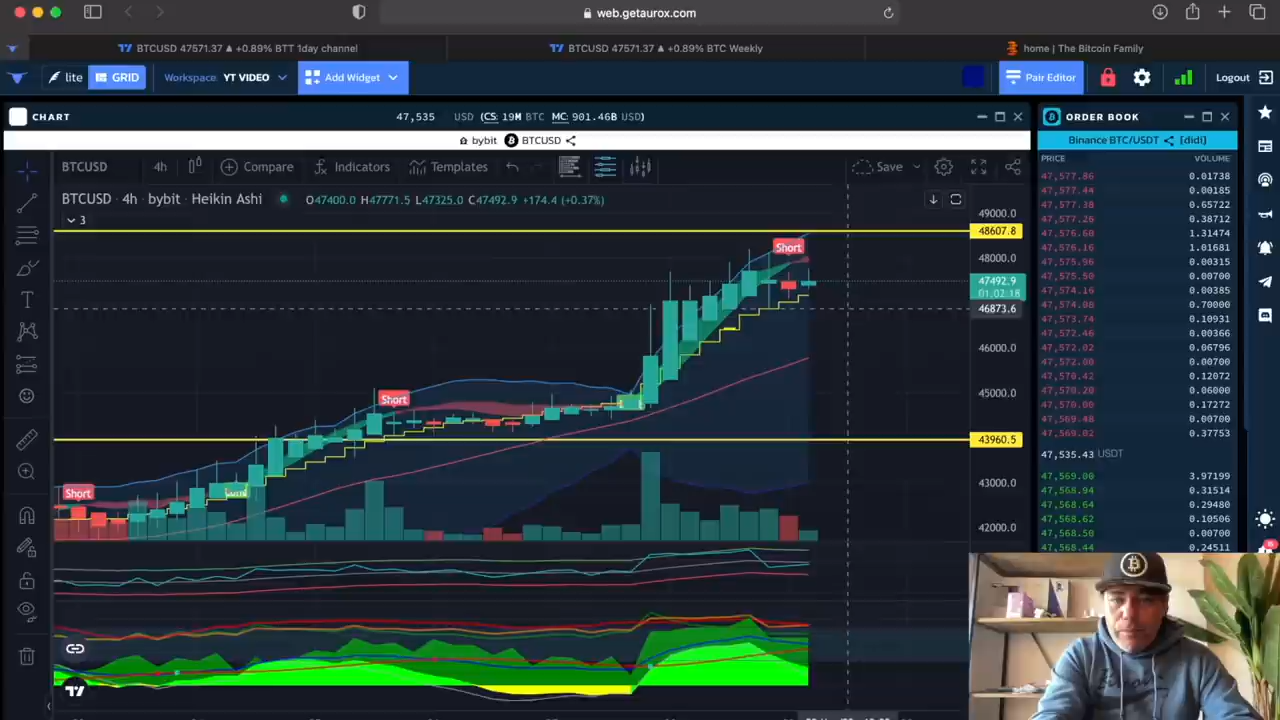 web.getaurox.com
BTCUSD 47571.37 ▲ +0.89% BTT 1day channel
BTCUSD 47571.37 ▲ +0.89% BTC Weekly
home | The Bitcoin Family
lite GRID Workspace: YT VIDEO Add Widget Pair Editor Logout
CHART 47,535 USD (CS: 19M BTC MC: 901.46B USD)
bybit BTCUSD
BTCUSD 4h Compare Indicators Templates Save
BTCUSD · 4h · bybit · Heikin Ashi O47400.0 H47771.5 L47325.0 C47492.9 +174.4 (+0.37%)
3
49000.0
48607.8
Short
48000.0
47492.9
01:02:18
46873.6
46000.0
45000.0
Short
43960.5
Short
43000.0
42000.0
ORDER BOOK
Binance BTC/USDT [didi]
PRICE VOLUME
47,577.86 0.01738
47,577.44 0.00185
47,577.38 0.65722
47,577.26 0.38712
47,576.60 1.31474
47,576.16 1.01681
47,575.96 0.00315
47,575.50 0.00700
47,574.16 0.00385
47,574.08 0.70000
47,573.74 0.10931
47,572.46 0.00366
47,572.02 0.06796
47,572.00 0.00700
47,570.42 0.12072
47,570.20 0.06000
47,570.00 0.17272
47,569.48 0.00700
47,569.02 0.37753
47,535.43 USDT
47,569.00 3.97199
47,568.94 0.31514
47,568.64 0.29480
47,568.62 0.10506
47,568.50 0.00700
47,568.44 0.24511